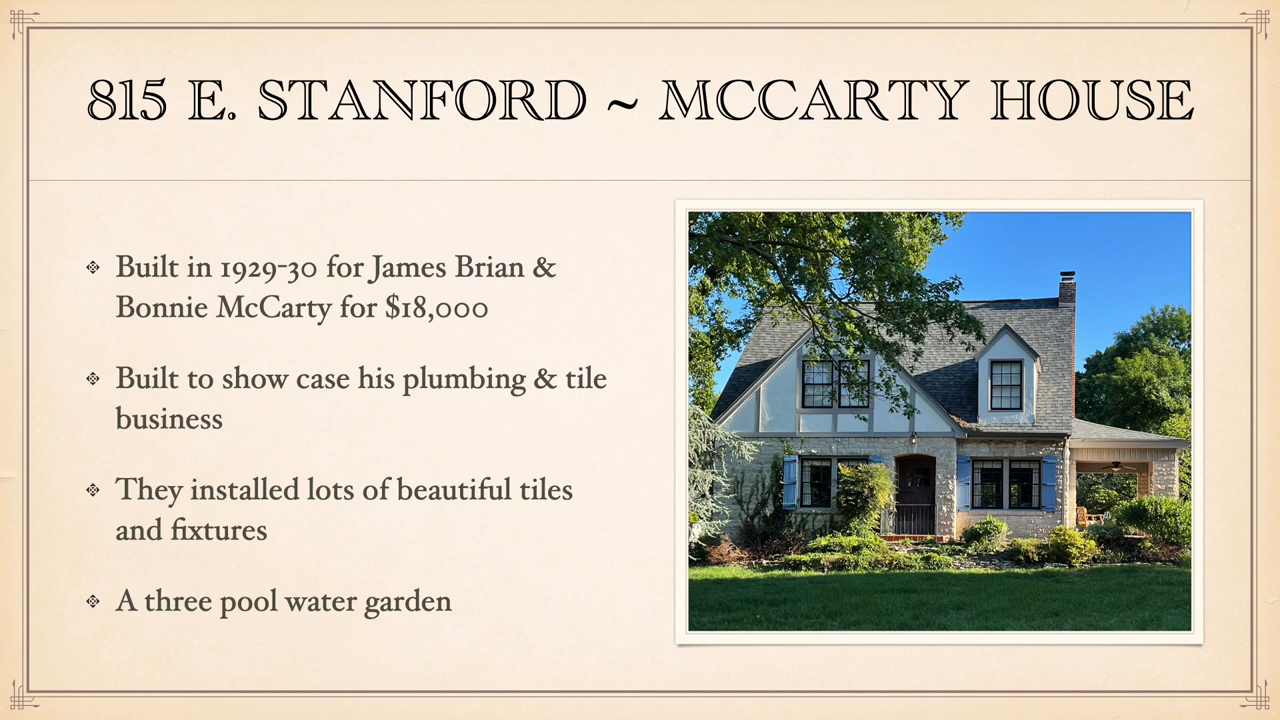 815 E. STANFORD ~ MCCARTY HOUSE
Built in 1929-30 for James Brian &
Bonnie McCarty for $18,000
Built to show case his plumbing & tile
business
They installed lots of beautiful tiles
and fixtures
A three pool water garden